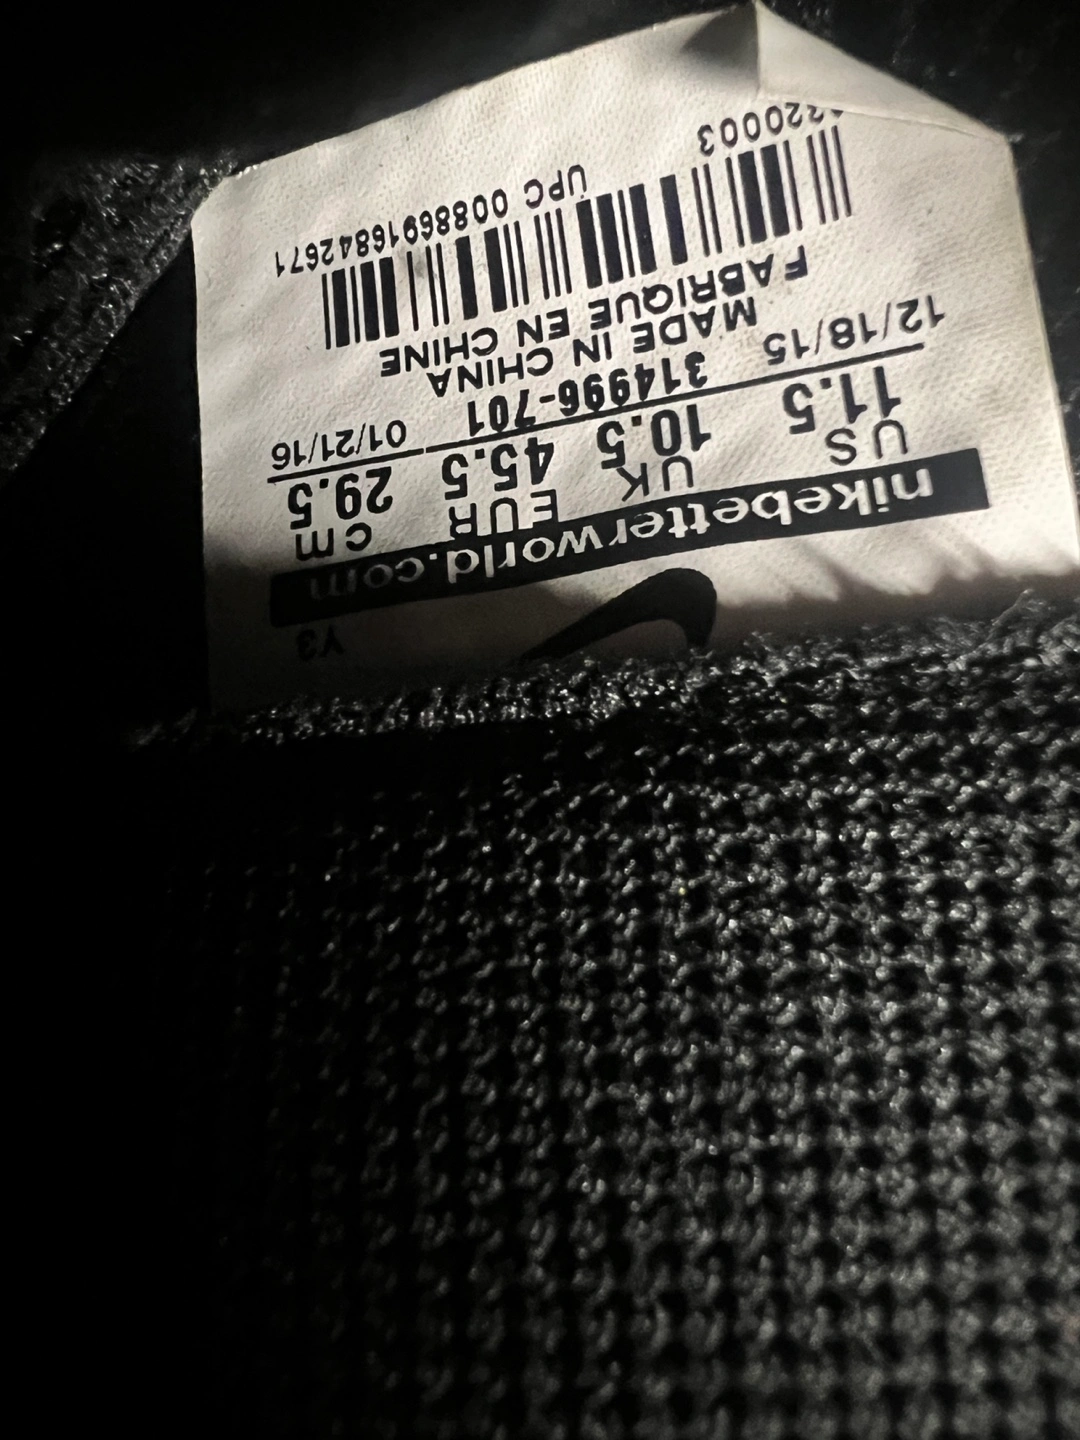 Y3
nikebetterworld.com
US UK EUR cm
11.5 10.5 45.5 29.5
12/18/15 314996-701 01/21/16
MADE IN CHINA
FABRIQUE EN CHINE
UPC 00886916842671